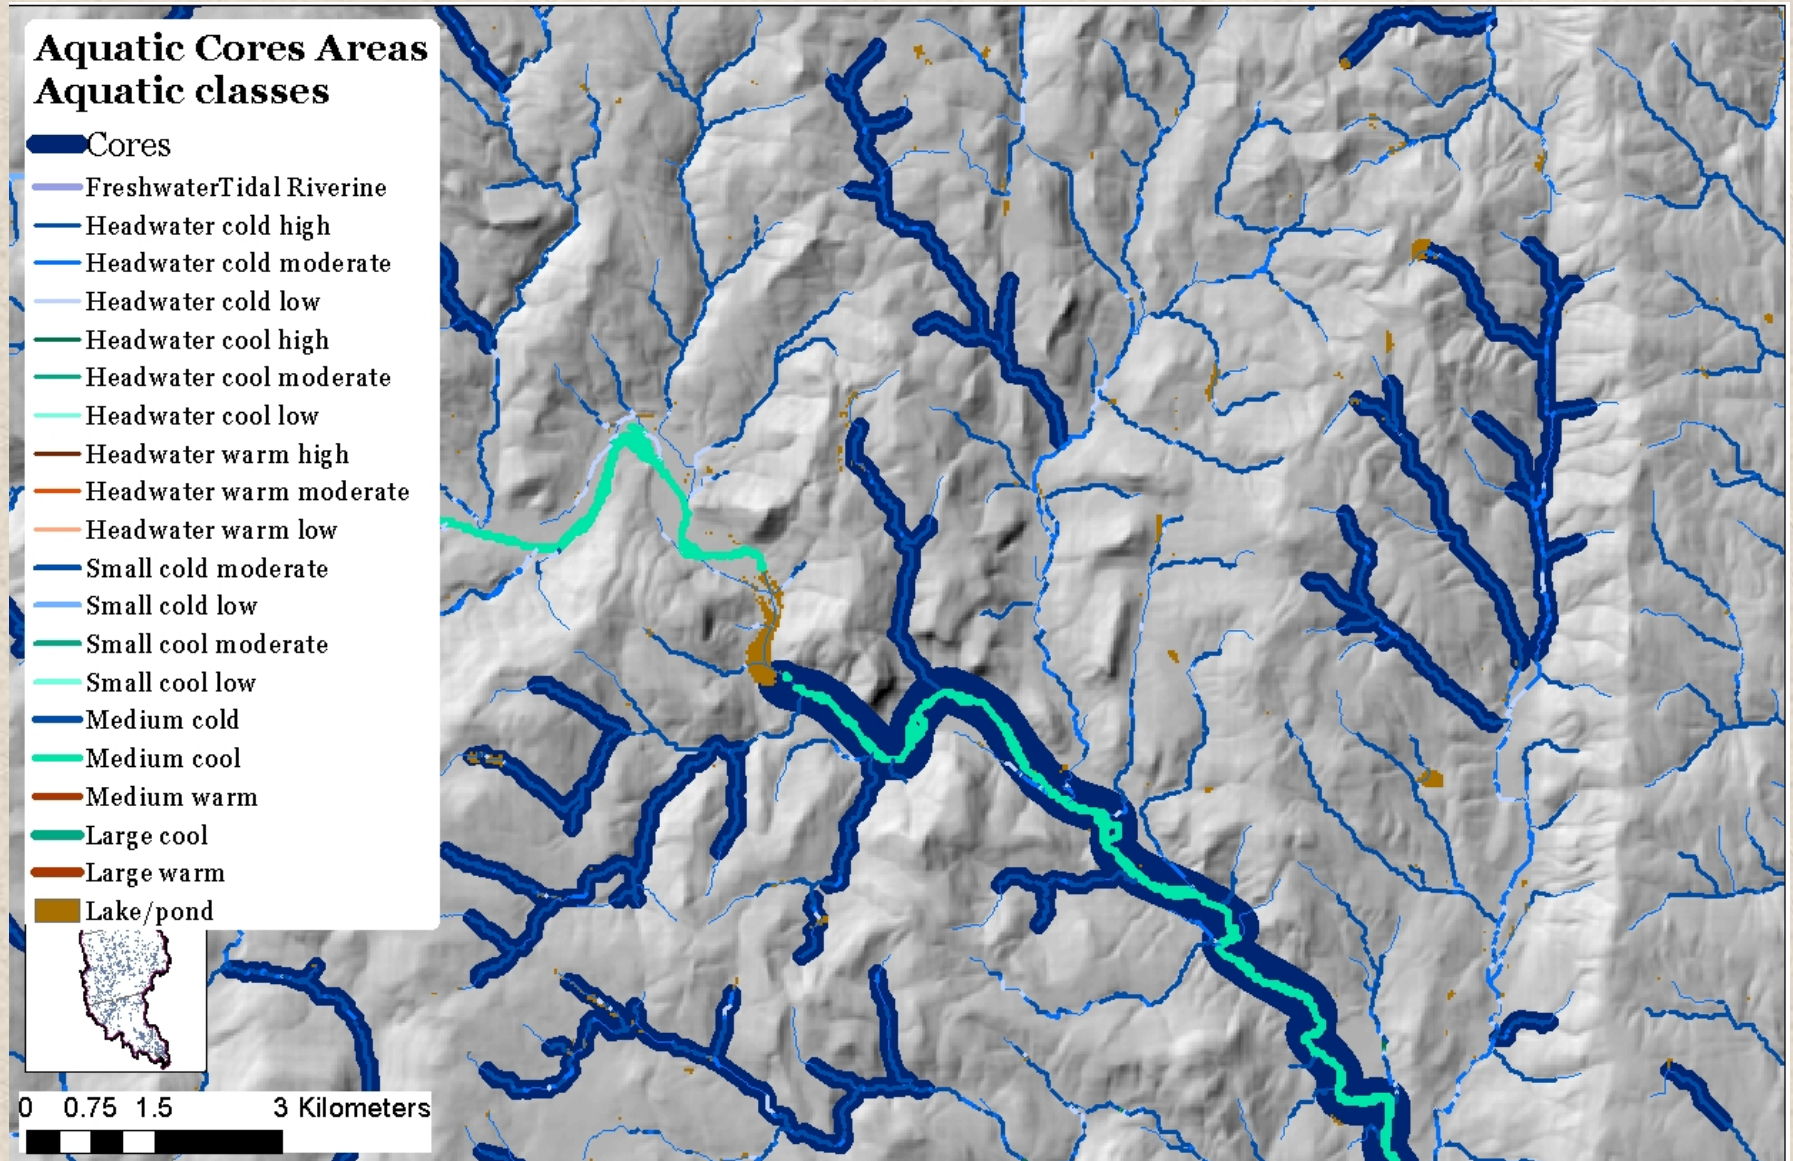 Aquatic Cores Areas
Aquatic classes
Cores
FreshwaterTidal Riverine
Headwater cold high
Headwater cold moderate
Headwater cold low
Headwater cool high
Headwater cool moderate
Headwater cool low
Headwater warm high
Headwater warm moderate
Headwater warm low
Small cold moderate
Small cold low
Small cool moderate
Small cool low
Medium cold
Medium cool
Medium warm
Large cool
Large warm
Lake/pond
0 0.75 1.5 3 Kilometers